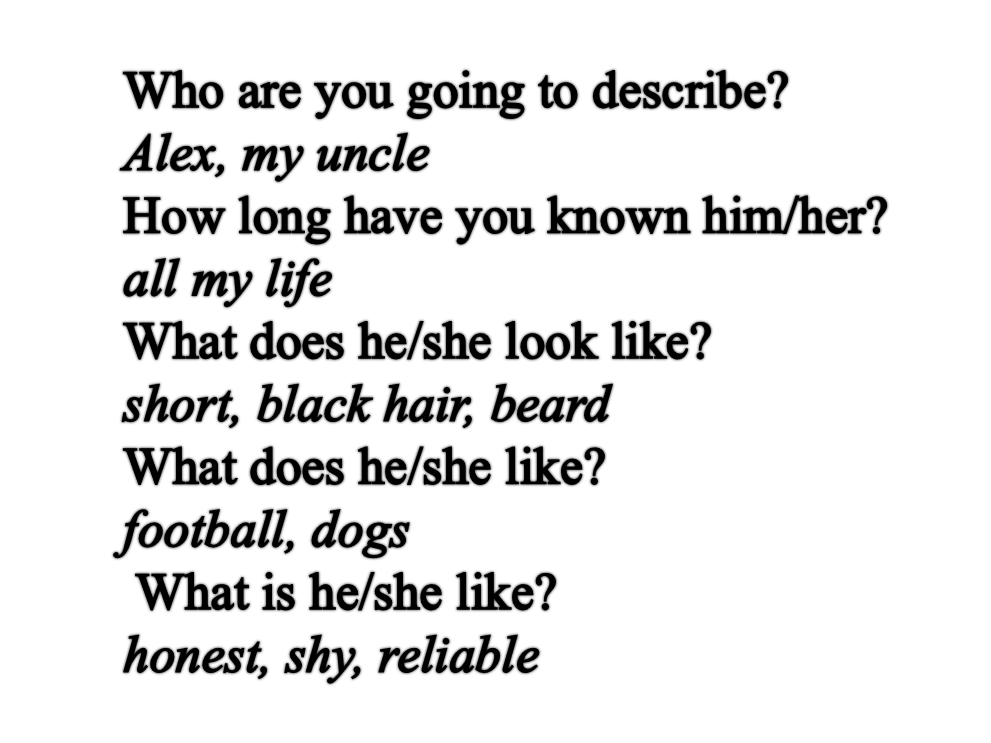 Who are you going to describe?
Alex, my uncle
How long have you known him/her?
all my life
What does he/she look like?
short, black hair, beard
What does he/she like?
football, dogs
What is he/she like?
honest, shy, reliable